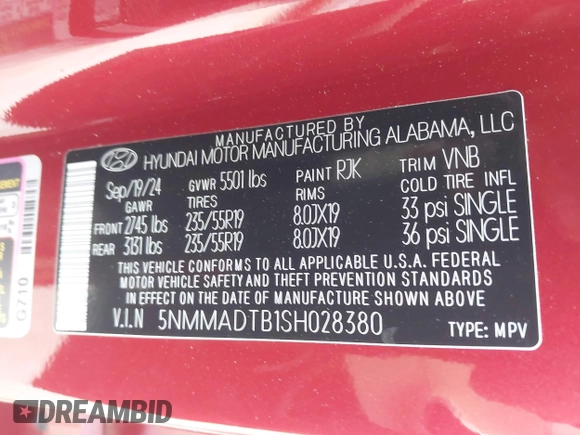 MANUFACTURED BY
HYUNDAI MOTOR MANUFACTURING ALABAMA, LLC
Sep/19/24 GVWR 5501 lbs PAINT RJK TRIM VNB
GAWR TIRES RIMS COLD TIRE INFL
FRONT 2745 lbs 235/55R19 8.0JX19 33 psi SINGLE
REAR 3131 lbs 235/55R19 8.0JX19 36 psi SINGLE
THIS VEHICLE CONFORMS TO ALL APPLICABLE U.S.A. FEDERAL
MOTOR VEHICLE SAFETY AND THEFT PREVENTION STANDARDS
IN EFFECT ON THE DATE OF MANUFACTURE SHOWN ABOVE.
V.I.N 5NMMADTB1SH028380 TYPE: MPV
G710
DREAMBID